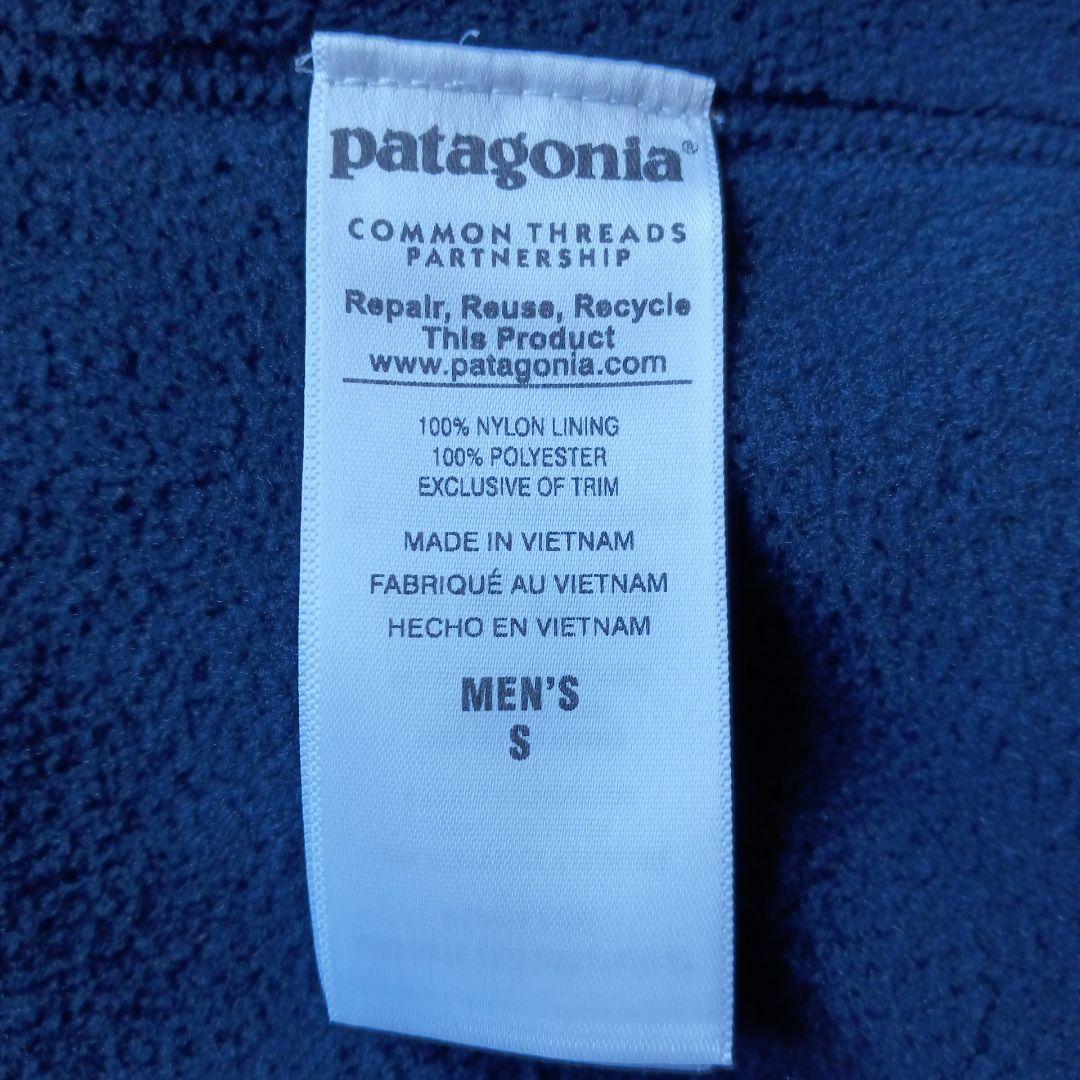 patagonia®
COMMON THREADS
PARTNERSHIP
Repair, Reuse, Recycle
This Product
www.patagonia.com
100% NYLON LINING
100% POLYESTER
EXCLUSIVE OF TRIM
MADE IN VIETNAM
FABRIQUÉ AU VIETNAM
HECHO EN VIETNAM
MEN'S
S